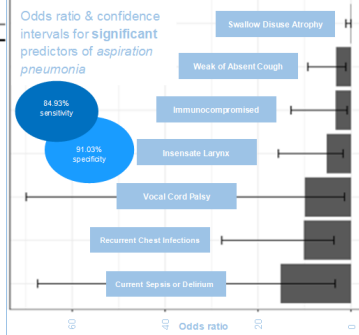 Odds ratio & confidence
intervals for significant
predictors of aspiration
pneumonia
84.93%
sensitivity
91.03%
specificity
Swallow Disuse Atrophy
Weak of Absent Cough
Immunocompromised
Insensate Larynx
Vocal Cord Palsy
Recurrent Chest Infections
Current Sepsis or Delirium
60
40
20
0
Odds ratio